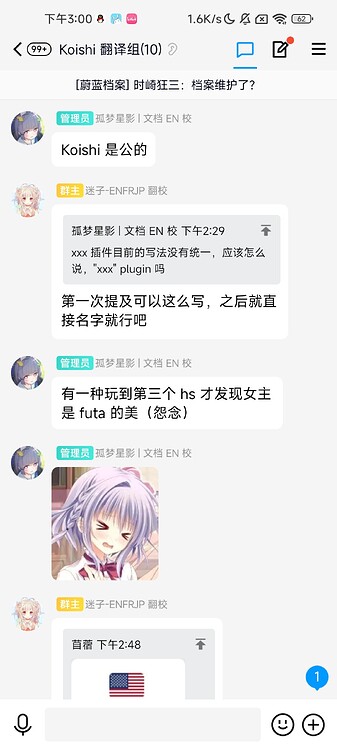 下午3:00
1.6K/s
62
99+
Koishi 翻译组(10)
[蔚蓝档案] 时崎狂三：档案维护了?
管理员 孤梦星影 | 文档 EN 校
Koishi 是公的
群主 迷子-ENFRJP 翻校
孤梦星影 | 文档 EN 校 下午2:29
xxx 插件目前的写法没有统一，应该怎么
说，"xxx" plugin 吗
第一次提及可以这么写，之后就直
接名字就行吧
管理员 孤梦星影 | 文档 EN 校
有一种玩到第三个 hs 才发现女主
是 futa 的美（怨念）
管理员 孤梦星影 | 文档 EN 校
群主 迷子-ENFRJP 翻校
苜蓿 下午2:48
1